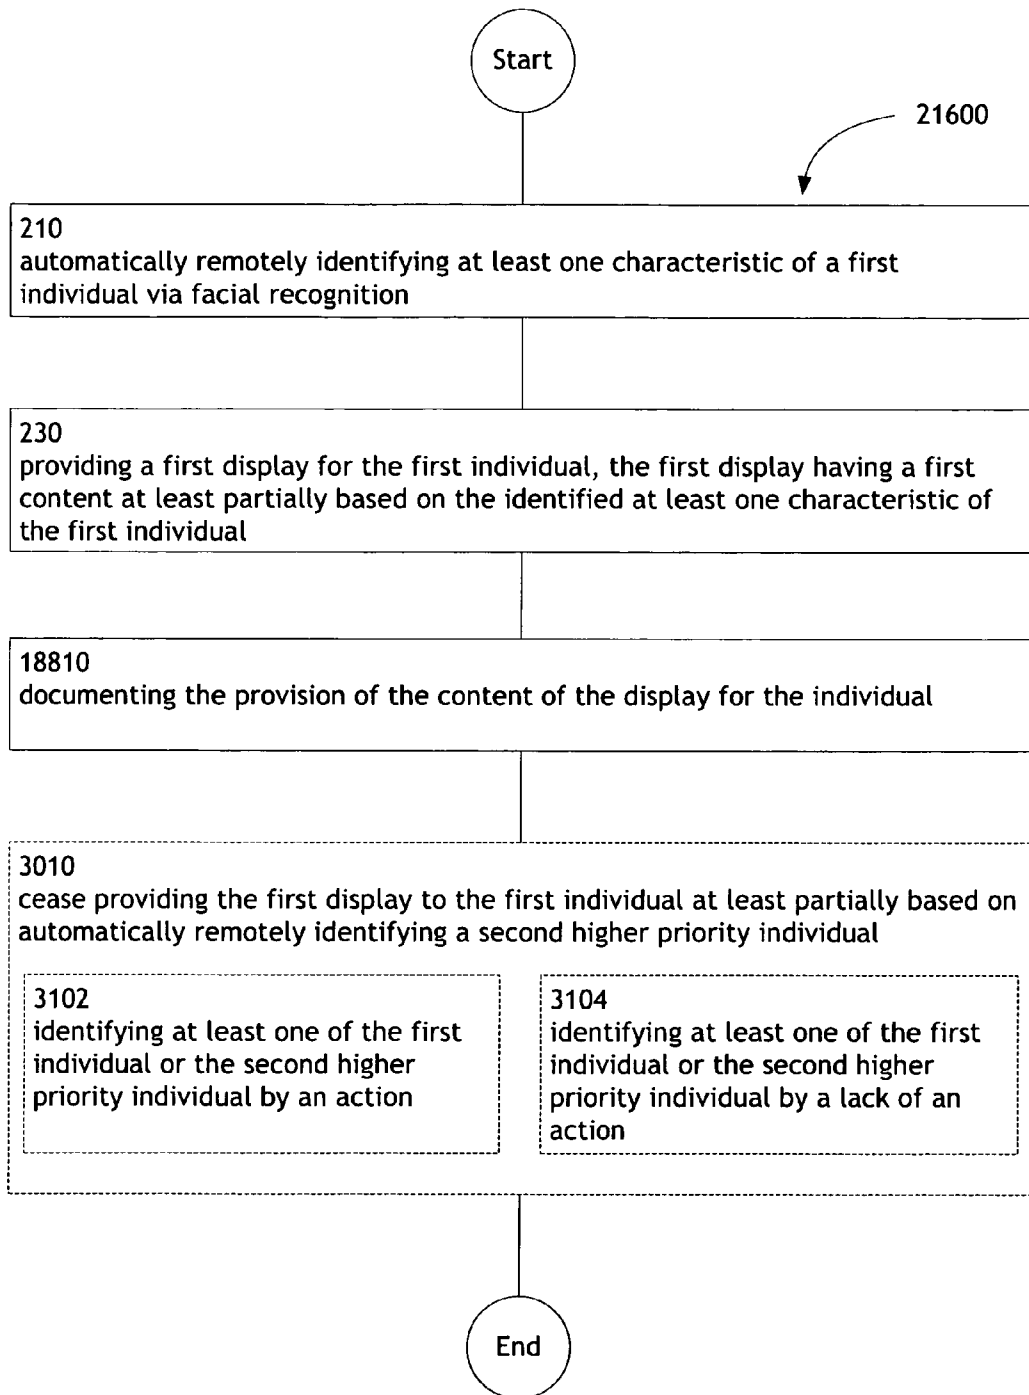 Start
21600
210
automatically remotely identifying at least one characteristic of a first
individual via facial recognition
230
providing a first display for the first individual, the first display having a first
content at least partially based on the identified at least one characteristic of
the first individual
18810
documenting the provision of the content of the display for the individual
3010
cease providing the first display to the first individual at least partially based on
automatically remotely identifying a second higher priority individual
3102
identifying at least one of the first
individual or the second higher
priority individual by an action
3104
identifying at least one of the first
individual or the second higher
priority individual by a lack of an
action
End